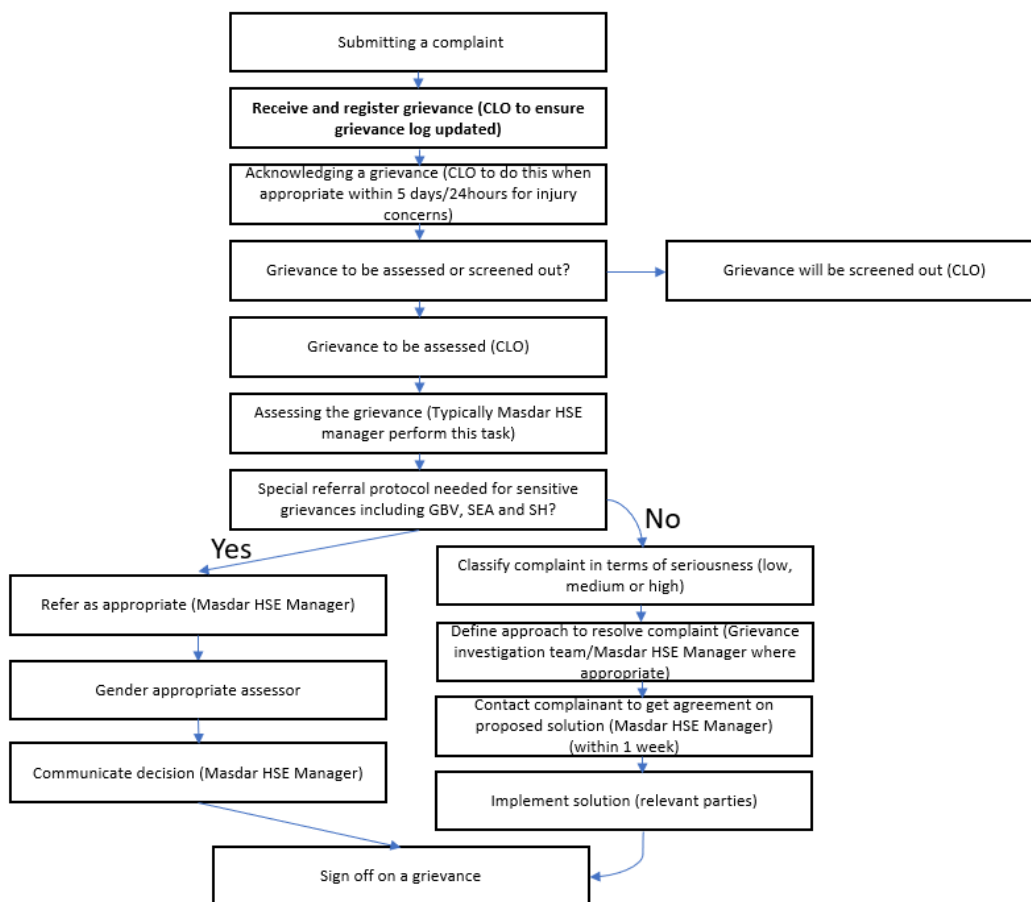 Submitting a complaint
Receive and register grievance (CLO to ensure
grievance log updated)
Acknowledging a grievance (CLO to do this when
appropriate within 5 days/24hours for injury
concerns)
Grievance to be assessed or screened out?
Grievance will be screened out (CLO)
Grievance to be assessed (CLO)
Assessing the grievance (Typically Masdar HSE
manager perform this task)
Special referral protocol needed for sensitive
grievances including GBV, SEA and SH?
Yes
No
Refer as appropriate (Masdar HSE Manager)
Gender appropriate assessor
Communicate decision (Masdar HSE Manager)
Classify complaint in terms of seriousness (low,
medium or high)
Define approach to resolve complaint (Grievance
investigation team/Masdar HSE Manager where
appropriate)
Contact complainant to get agreement on
proposed solution (Masdar HSE Manager)
(within 1 week)
Implement solution (relevant parties)
Sign off on a grievance